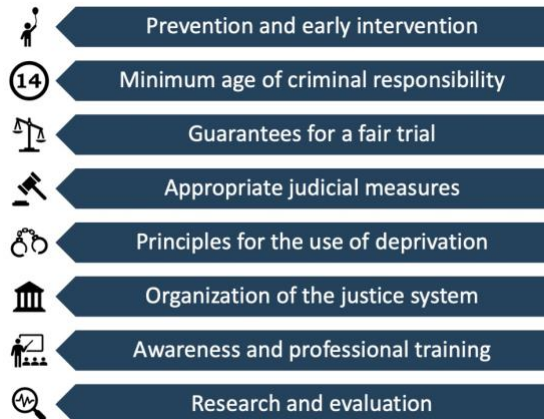 Prevention and early intervention
14
Minimum age of criminal responsibility
Guarantees for a fair trial
Appropriate judicial measures
Principles for the use of deprivation
Organization of the justice system
Awareness and professional training
Research and evaluation